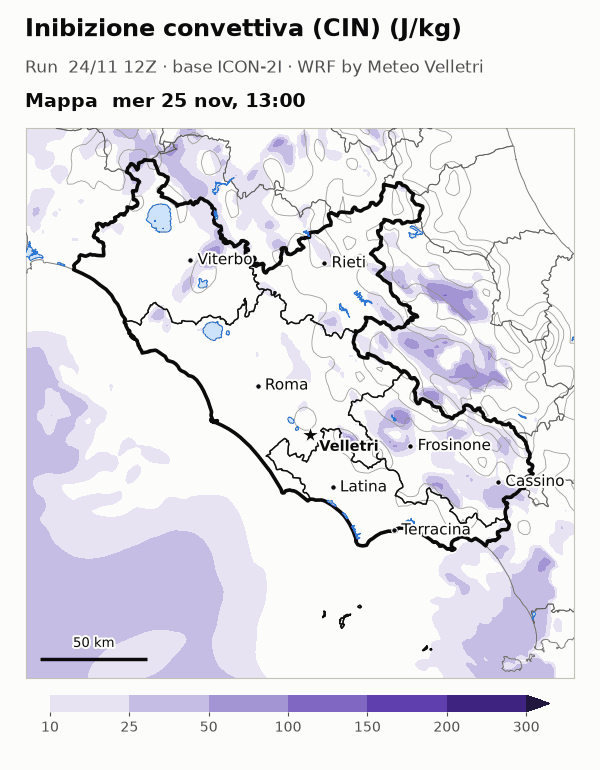 Inibizione convettiva (CIN) (J/kg)
Run  24/11 12Z · base ICON-2I · WRF by Meteo Velletri
Mappa  mer 25 nov, 13:00
Viterbo
Rieti
Roma
Velletri
Frosinone
Latina
Cassino
Terracina
50 km
10 25 50 100 150 200 300